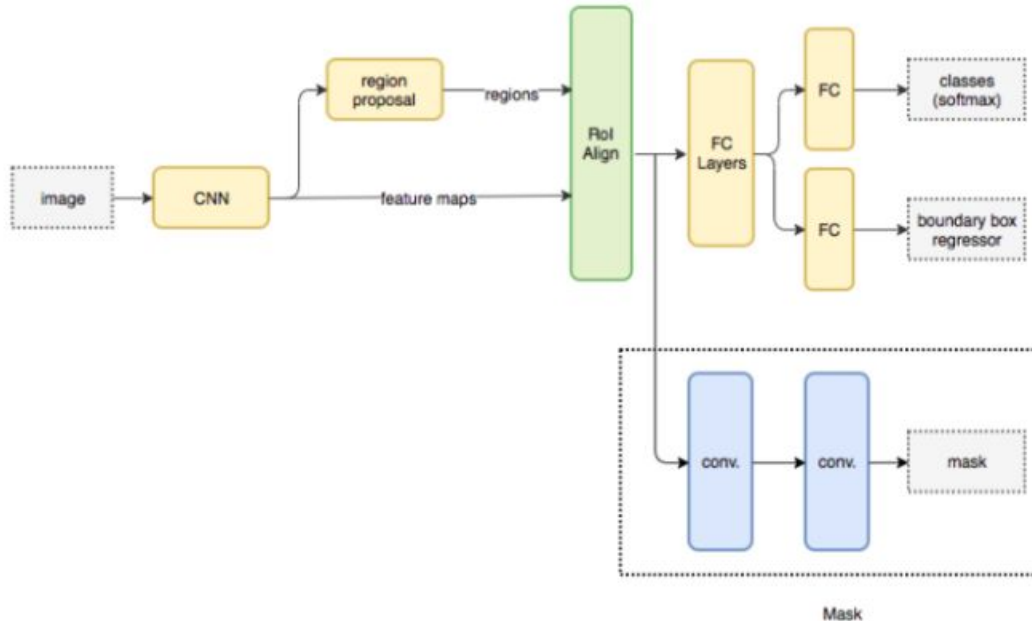 region
proposal
regions
image
CNN
feature maps
RoI
Align
FC
Layers
FC
classes
(softmax)
FC
boundary box
regressor
conv.
conv.
mask
Mask